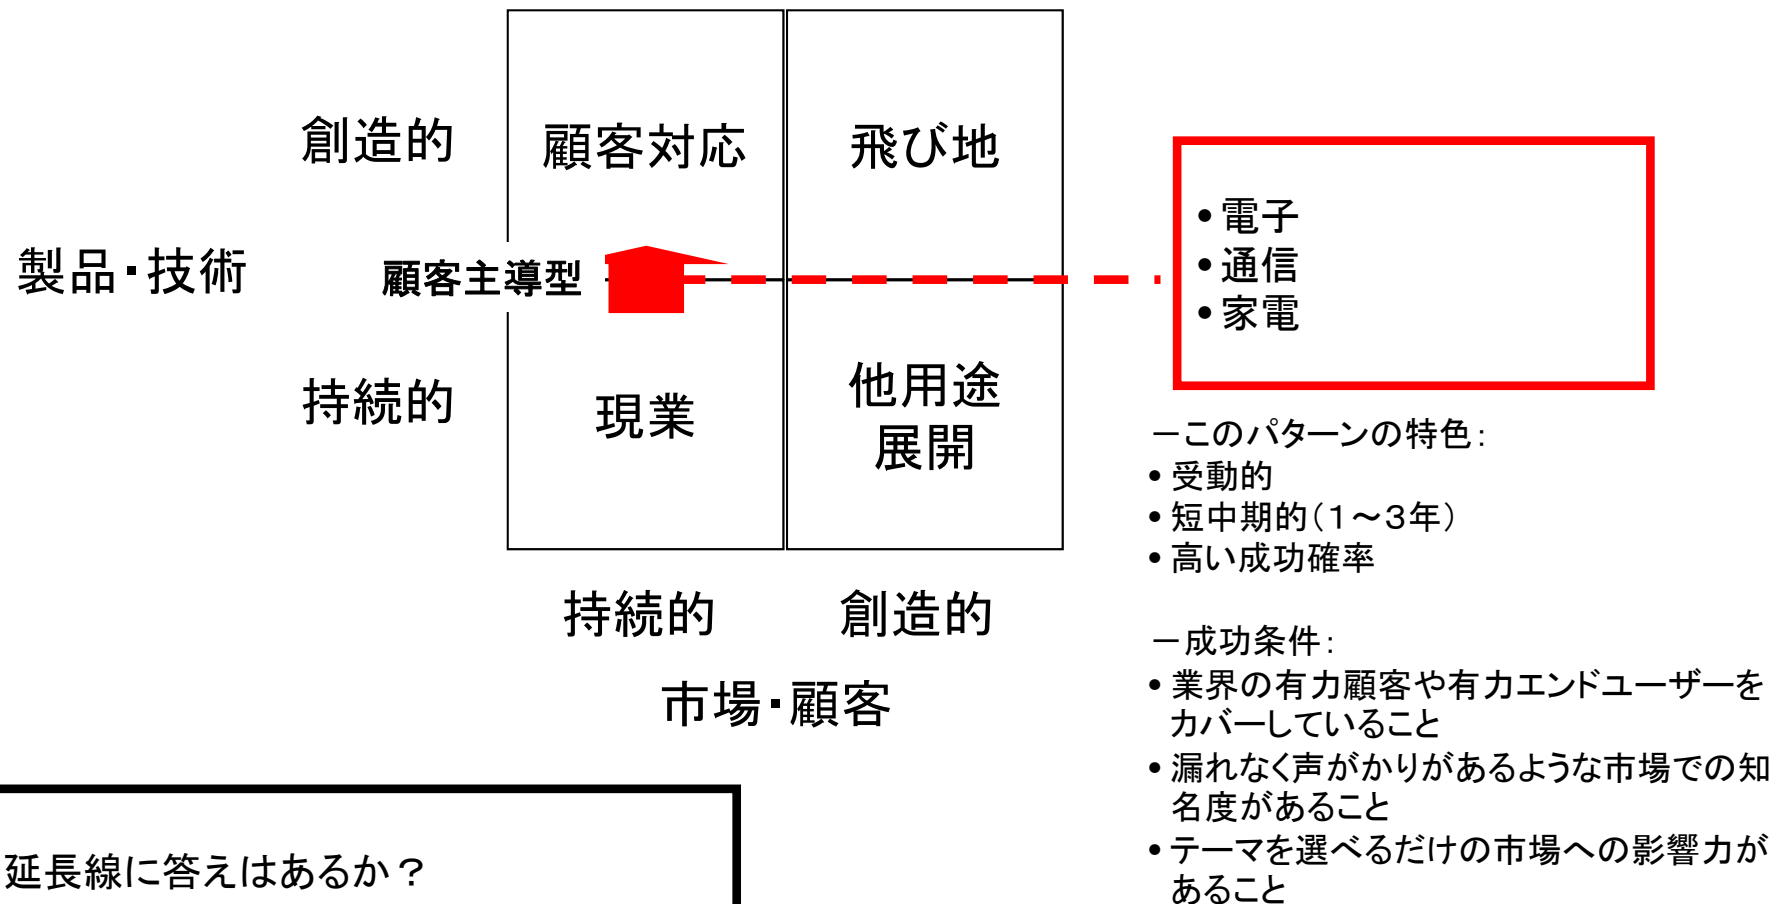 創造的
顧客対応
飛び地
製品・技術
顧客主導型
持続的
現業
他用途
展開
持続的
創造的
市場・顧客
•電子
•通信
•家電
－このパターンの特色：
•受動的
•短中期的（１～３年）
•高い成功確率
－成功条件：
•業界の有力顧客や有力エンドユーザーを
カバーしていること
•漏れなく声がかりがあるような市場での知
名度があること
•テーマを選べるだけの市場への影響力が
あること
延長線に答えはあるか？